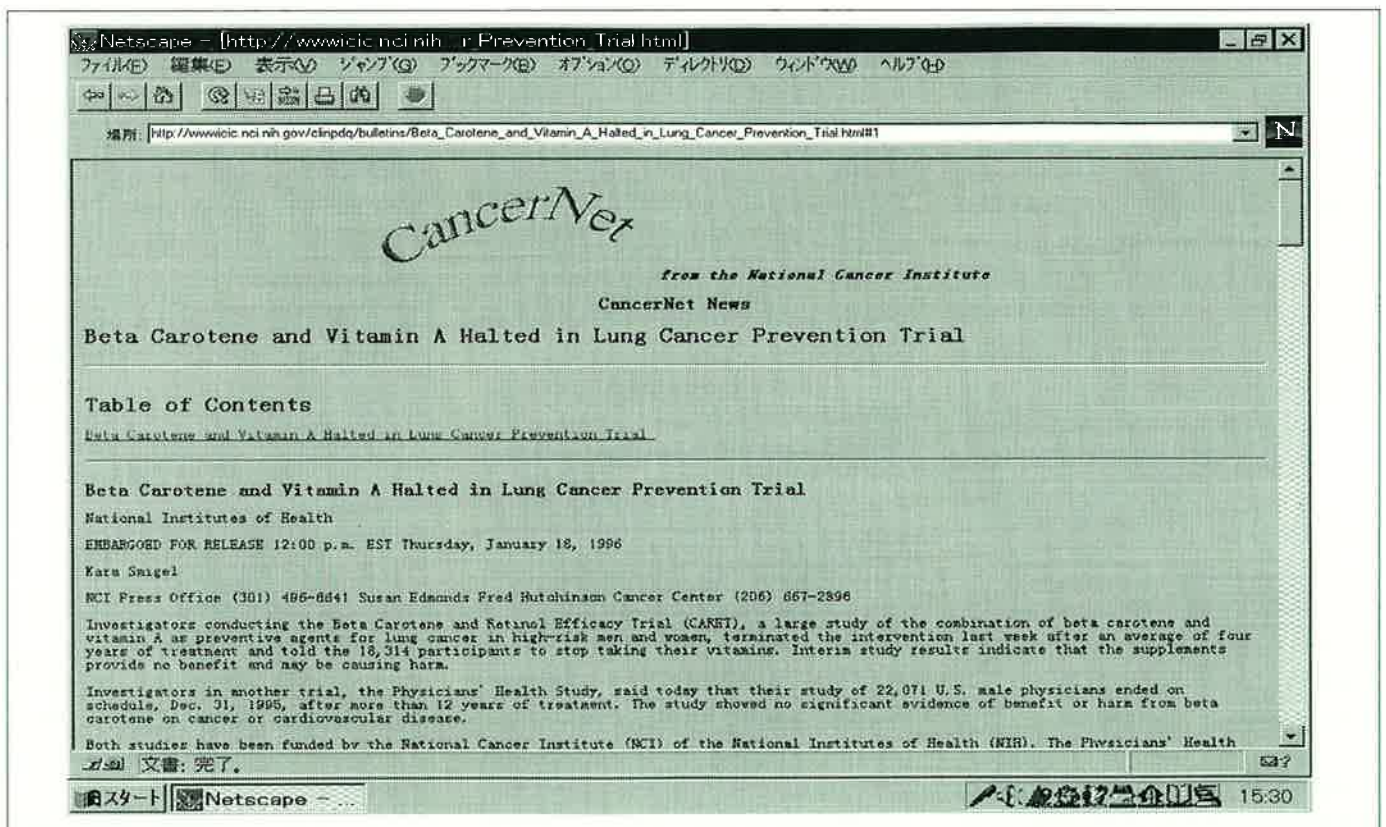 Netscape - [http://wwwicic.nci.nih...r_Prevention_Trial.html]
ファイル(F) 編集(E) 表示(V) ジャンプ(G) ブックマーク(B) オプション(O) ディレクトリ(D) ウィンドウ(W) ヘルプ(H)
場所: http://wwwicic.nci.nih.gov/clinpdq/bulletins/Beta_Carotene_and_Vitamin_A_Halted_in_Lung_Cancer_Prevention_Trial.html#1
N
CancerNet
from the National Cancer Institute
CancerNet News
Beta Carotene and Vitamin A Halted in Lung Cancer Prevention Trial
Table of Contents
Beta Carotene and Vitamin A Halted in Lung Cancer Prevention Trial
Beta Carotene and Vitamin A Halted in Lung Cancer Prevention Trial
National Institutes of Health
EMBARGOED FOR RELEASE 12:00 p.m. EST Thursday, January 18, 1996
Kara Smigel
NCI Press Office (301) 496-6641 Susan Edmonds Fred Hutchinson Cancer Center (206) 667-2896
Investigators conducting the Beta Carotene and Retinol Efficacy Trial (CARET), a large study of the combination of beta carotene and
vitamin A as preventive agents for lung cancer in high-risk men and women, terminated the intervention last week after an average of four
years of treatment and told the 18,314 participants to stop taking their vitamins. Interim study results indicate that the supplements
provide no benefit and may be causing harm.
Investigators in another trial, the Physicians' Health Study, said today that their study of 22,071 U.S. male physicians ended on
schedule, Dec. 31, 1995, after more than 12 years of treatment. The study showed no significant evidence of benefit or harm from beta
carotene on cancer or cardiovascular disease.
Both studies have been funded by the National Cancer Institute (NCI) of the National Institutes of Health (NIH). The Physicians' Health
文書: 完了。
スタート Netscape - ... 15:30